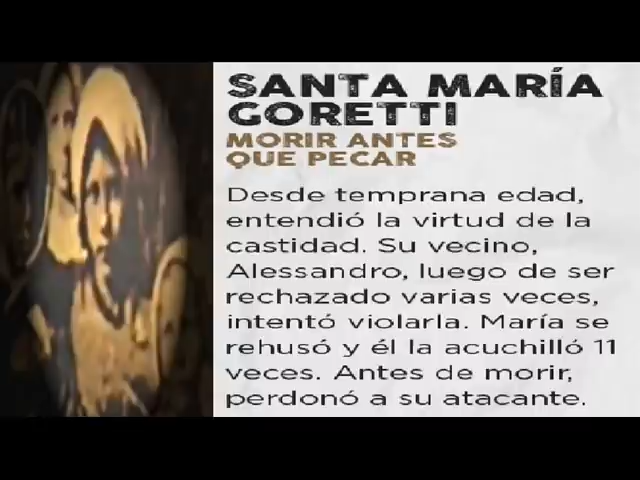 SANTA MARÍA
GORETTI
MORIR ANTES
QUE PECAR
Desde temprana edad,
entendió la virtud de la
castidad. Su vecino,
Alessandro, luego de ser
rechazado varias veces,
intentó violarla. María se
rehusó y él la acuchilló 11
veces. Antes de morir,
perdonó a su atacante.